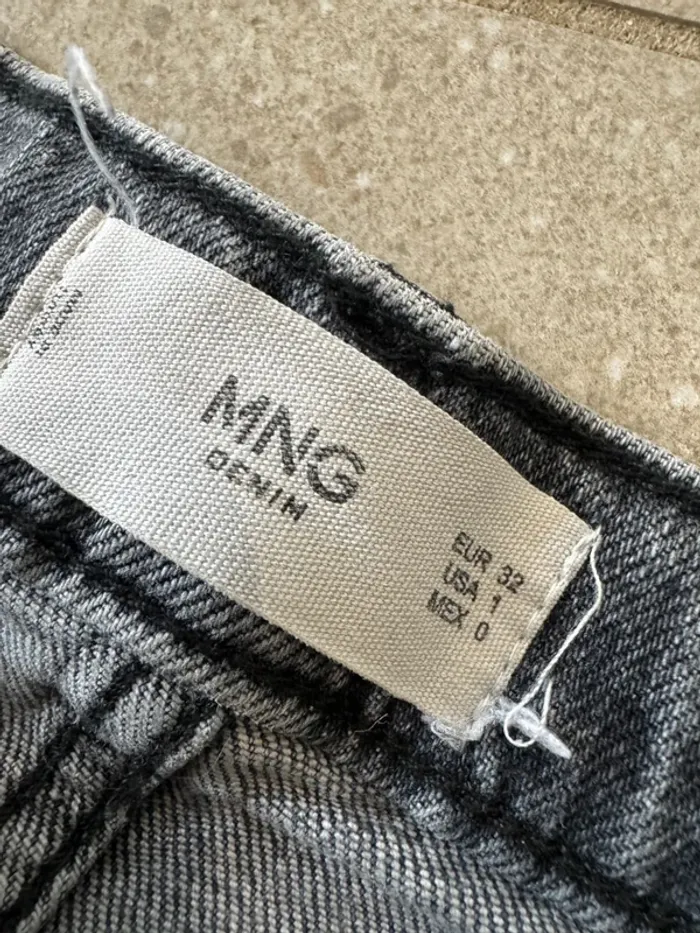 MNG
DENIM
EUR 32
USA 1
MEX 0